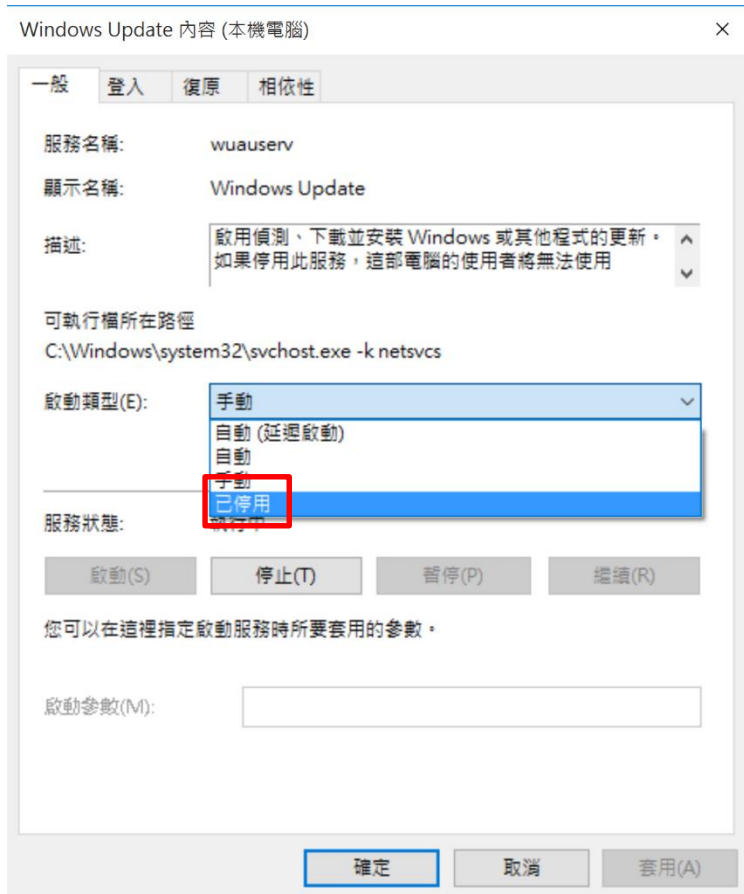 Windows Update 內容 (本機電腦)
一般 登入 復原 相依性
服務名稱: wuauserv
顯示名稱: Windows Update
描述: 啟用偵測、下載並安裝 Windows 或其他程式的更新。
如果停用此服務，這部電腦的使用者將無法使用
可執行檔所在路徑
C:\Windows\system32\svchost.exe -k netsvcs
啟動類型(E): 手動
自動 (延遲啟動)
自動
手動
已停用
服務狀態: 執行中
啟動(S) 停止(T) 暫停(P) 繼續(R)
您可以在這裡指定啟動服務時所要套用的參數。
啟動參數(M):
確定 取消 套用(A)